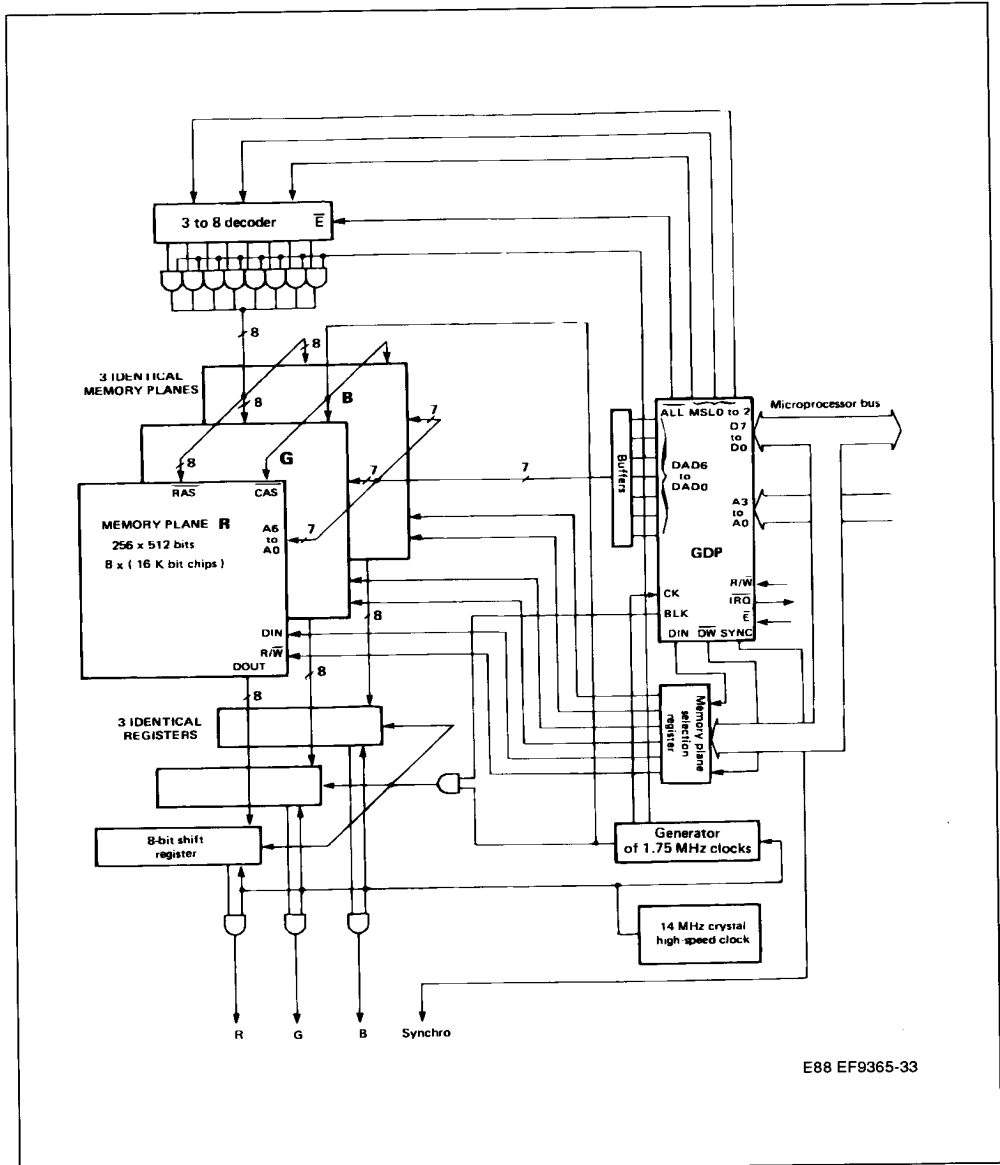 3 to 8 decoder
E
8
8
3 IDENTICAL
MEMORY PLANES
8
B
7
ALL MSL0 to 2
D7
to
D0
Microprocessor bus
G
8
7
7
Buffers
DAD6
to
DAD0
RAS
CAS
A3
to
A0
MEMORY PLANE R
256 x 512 bits
8 x ( 16 K bit chips )
A6
to
A0
7
GDP
R/W
IRQ
E
CK
BLK
8
DIN
R/W
DOUT
DIN DW SYNC
8
8
Memory plane
selection
register
3 IDENTICAL
REGISTERS
8-bit shift
register
Generator
of 1.75 MHz clocks
14 MHz crystal
high-speed clock
R
G
B
Synchro
E88 EF9365-33